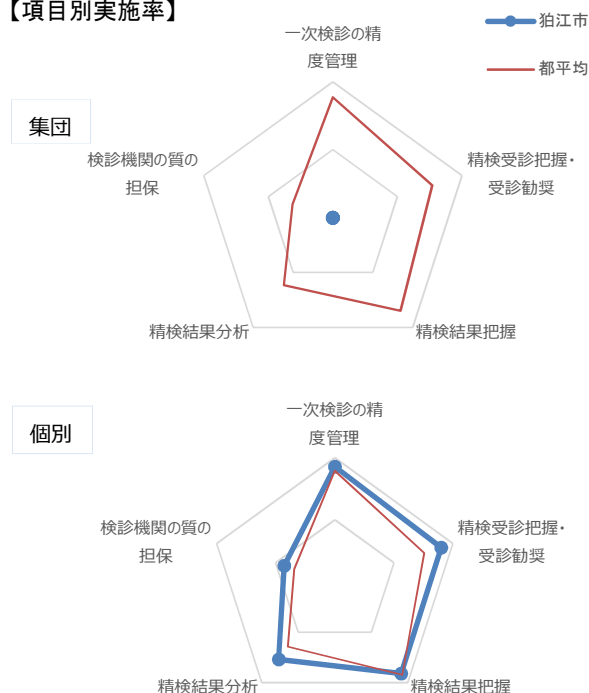 【項目別実施率】
狛江市
都平均
集団
一次検診の精
度管理
精検受診把握・
受診勧奨
精検結果把握
精検結果分析
検診機関の質の
担保
個別
一次検診の精
度管理
精検受診把握・
受診勧奨
精検結果把握
精検結果分析
検診機関の質の
担保